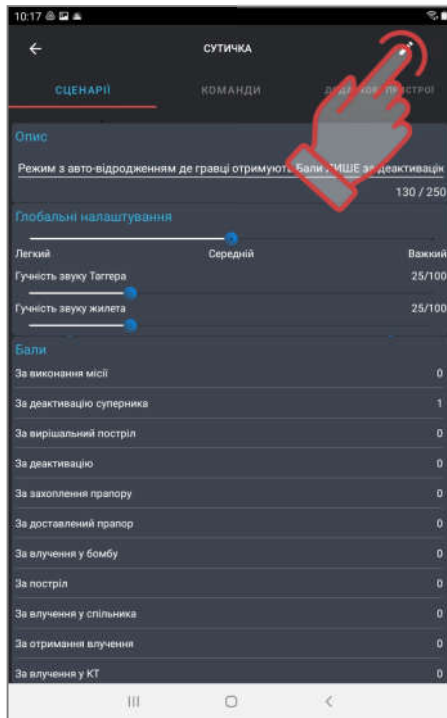 10:17
СУТИЧКА
СЦЕНАРІЇ
КОМАНДИ
Опис
Режим з авто-відродженням де гравці отримують Бали ЛИШЕ за деактивацік
130 / 250
Глобальні налаштування
Легкий Середній Важкий
Гучність звуку Таггера 25/100
Гучність звуку жилета 25/100
Бали
За виконання місії 0
За деактивацію суперника 1
За вирішальний постріл 0
За деактивацію 0
За захоплення прапору 0
За доставлений прапор 0
За влучення у бомбу 0
За постріл 0
За влучення у спільника 0
За отримання влучення 0
За влучення у КТ 0